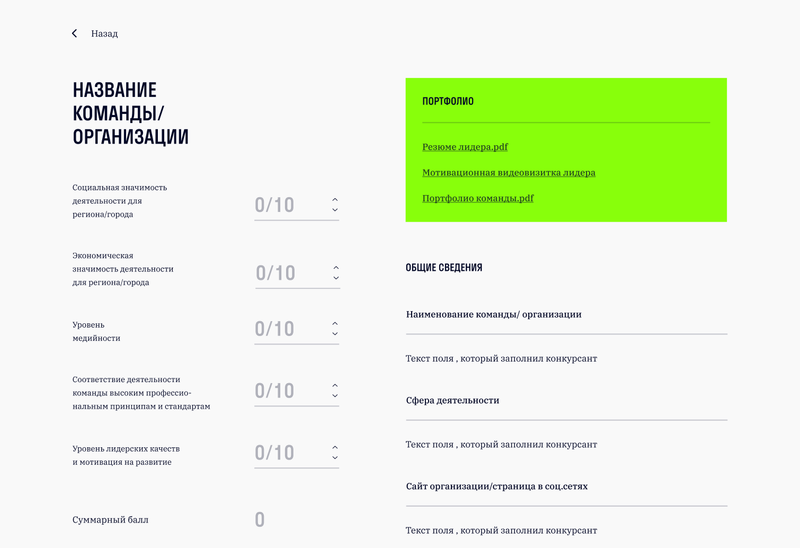 Назад
НАЗВАНИЕ
КОМАНДЫ/
ОРГАНИЗАЦИИ
Социальная значимость
деятельности для
региона/города
0/10
Экономическая
значимость деятельности
для региона/города
0/10
Уровень
медийности
0/10
Соответствие деятельности
команды высоким профессио-
нальным принципам и стандартам
0/10
Уровень лидерских качеств
и мотивация на развитие
0/10
Суммарный балл
0
ПОРТФОЛИО
Резюме лидера.pdf
Мотивационная видеовизитка лидера
Портфолио команды.pdf
ОБЩИЕ СВЕДЕНИЯ
Наименование команды/ организации
Текст поля , который заполнил конкурсант
Сфера деятельности
Текст поля , который заполнил конкурсант
Сайт организации/страница в соц.сетях
Текст поля , который заполнил конкурсант